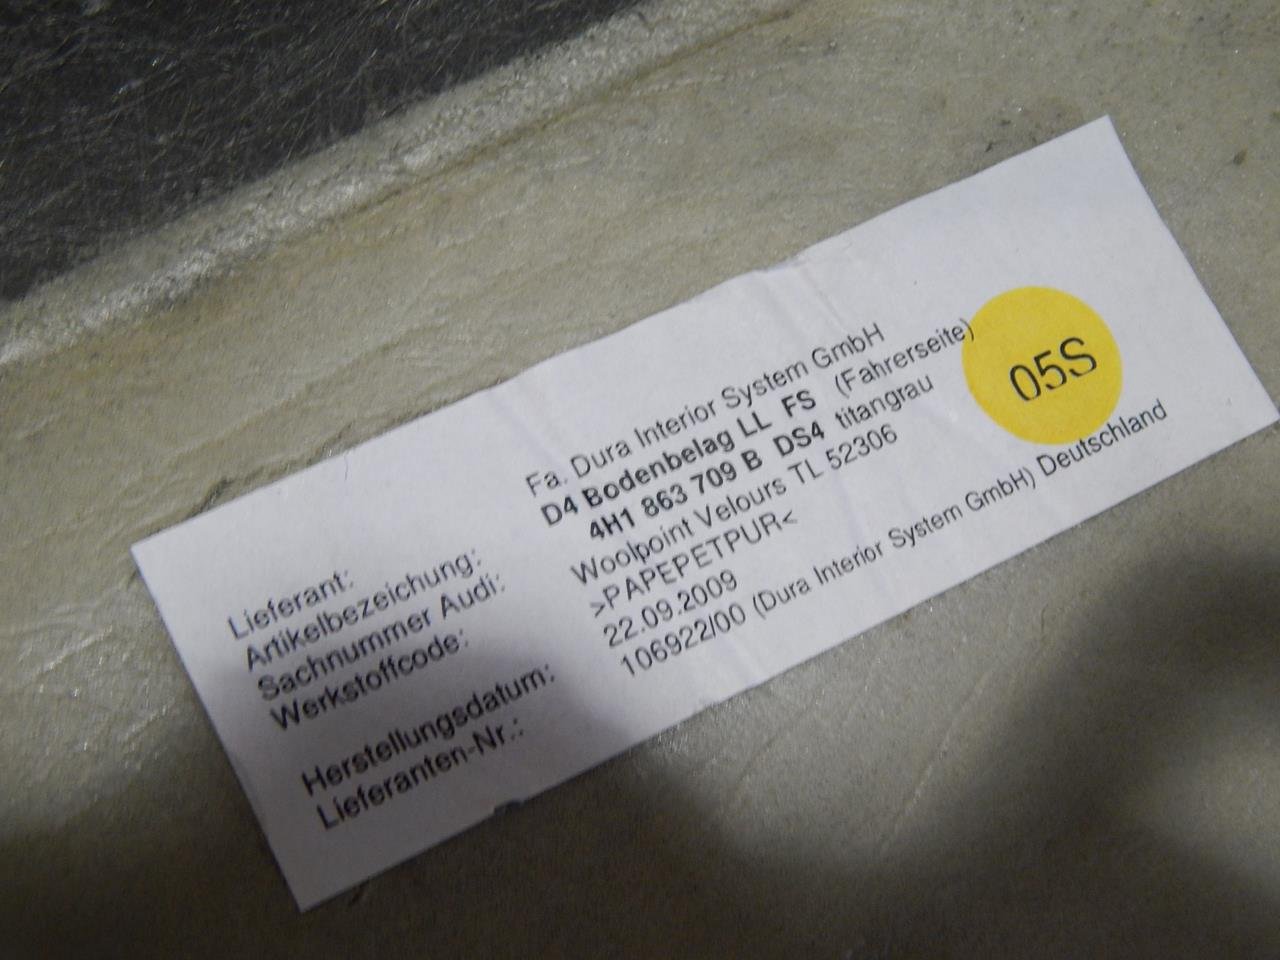 Lieferant: Fa. Dura Interior System GmbH
Artikelbezeichung: D4 Bodenbelag LL FS (Fahrerseite)
Sachnummer Audi: 4H1 863 709 B DS4 titangrau
Werkstoffcode: Woolpoint Velours TL 52306
>PAPEPETPUR<
Herstellungsdatum: 22.09.2009
Lieferanten-Nr.: 106922/00 (Dura Interior System GmbH) Deutschland
05S